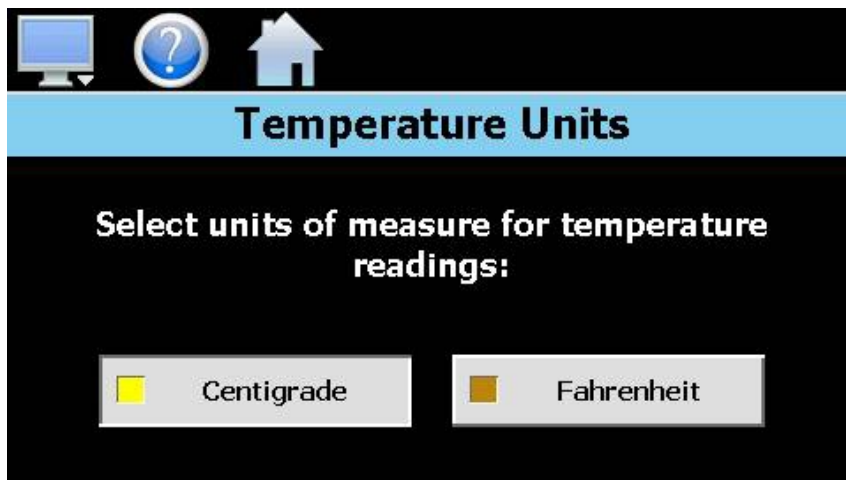 ?
Temperature Units
Select units of measure for temperature
readings:
Centigrade
Fahrenheit